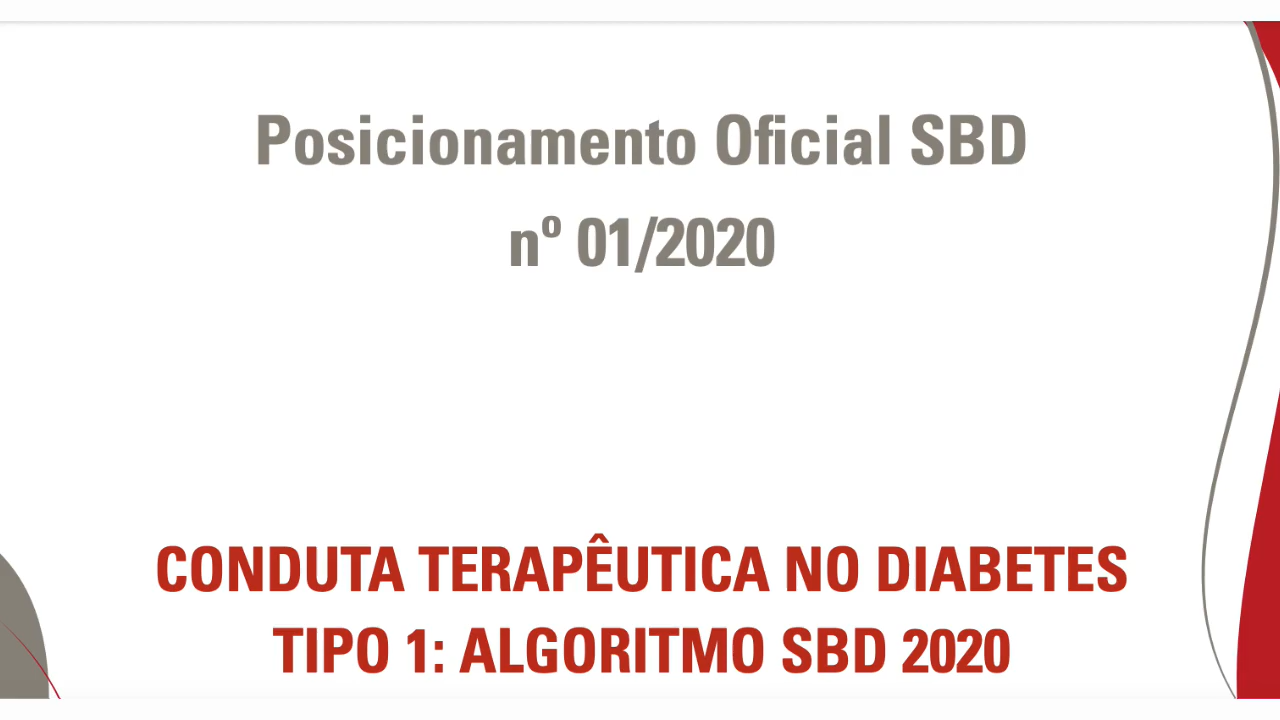 Posicionamento Oficial SBD
nº 01/2020
CONDUTA TERAPÊUTICA NO DIABETES
TIPO 1: ALGORITMO SBD 2020